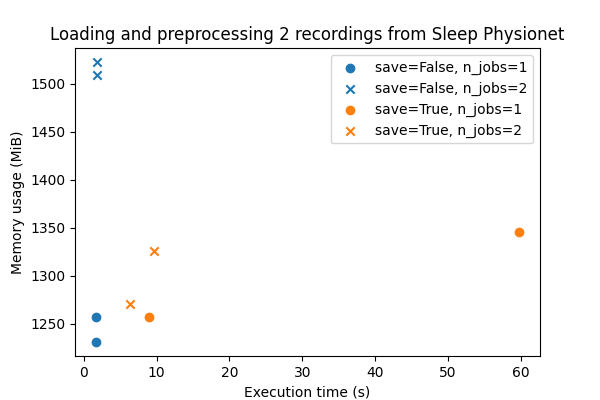 Loading and preprocessing 2 recordings from Sleep Physionet
save=False, n_jobs=1
save=False, n_jobs=2
save=True, n_jobs=1
save=True, n_jobs=2
Memory usage (MiB)
1500
1450
1400
1350
1300
1250
0 10 20 30 40 50 60
Execution time (s)